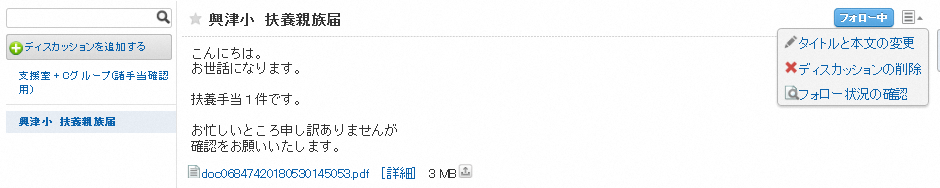 ディスカッションを追加する
支援室＋Cグループ(諸手当確認
用)
興津小　扶養親族届
興津小　扶養親族届
フォロー中
タイトルと本文の変更
ディスカッションの削除
フォロー状況の確認
こんにちは。
お世話になります。
扶養手当１件です。
お忙しいところ申し訳ありませんが
確認をお願いいたします。
doc06847420180530145053.pdf　[詳細]　3 MB